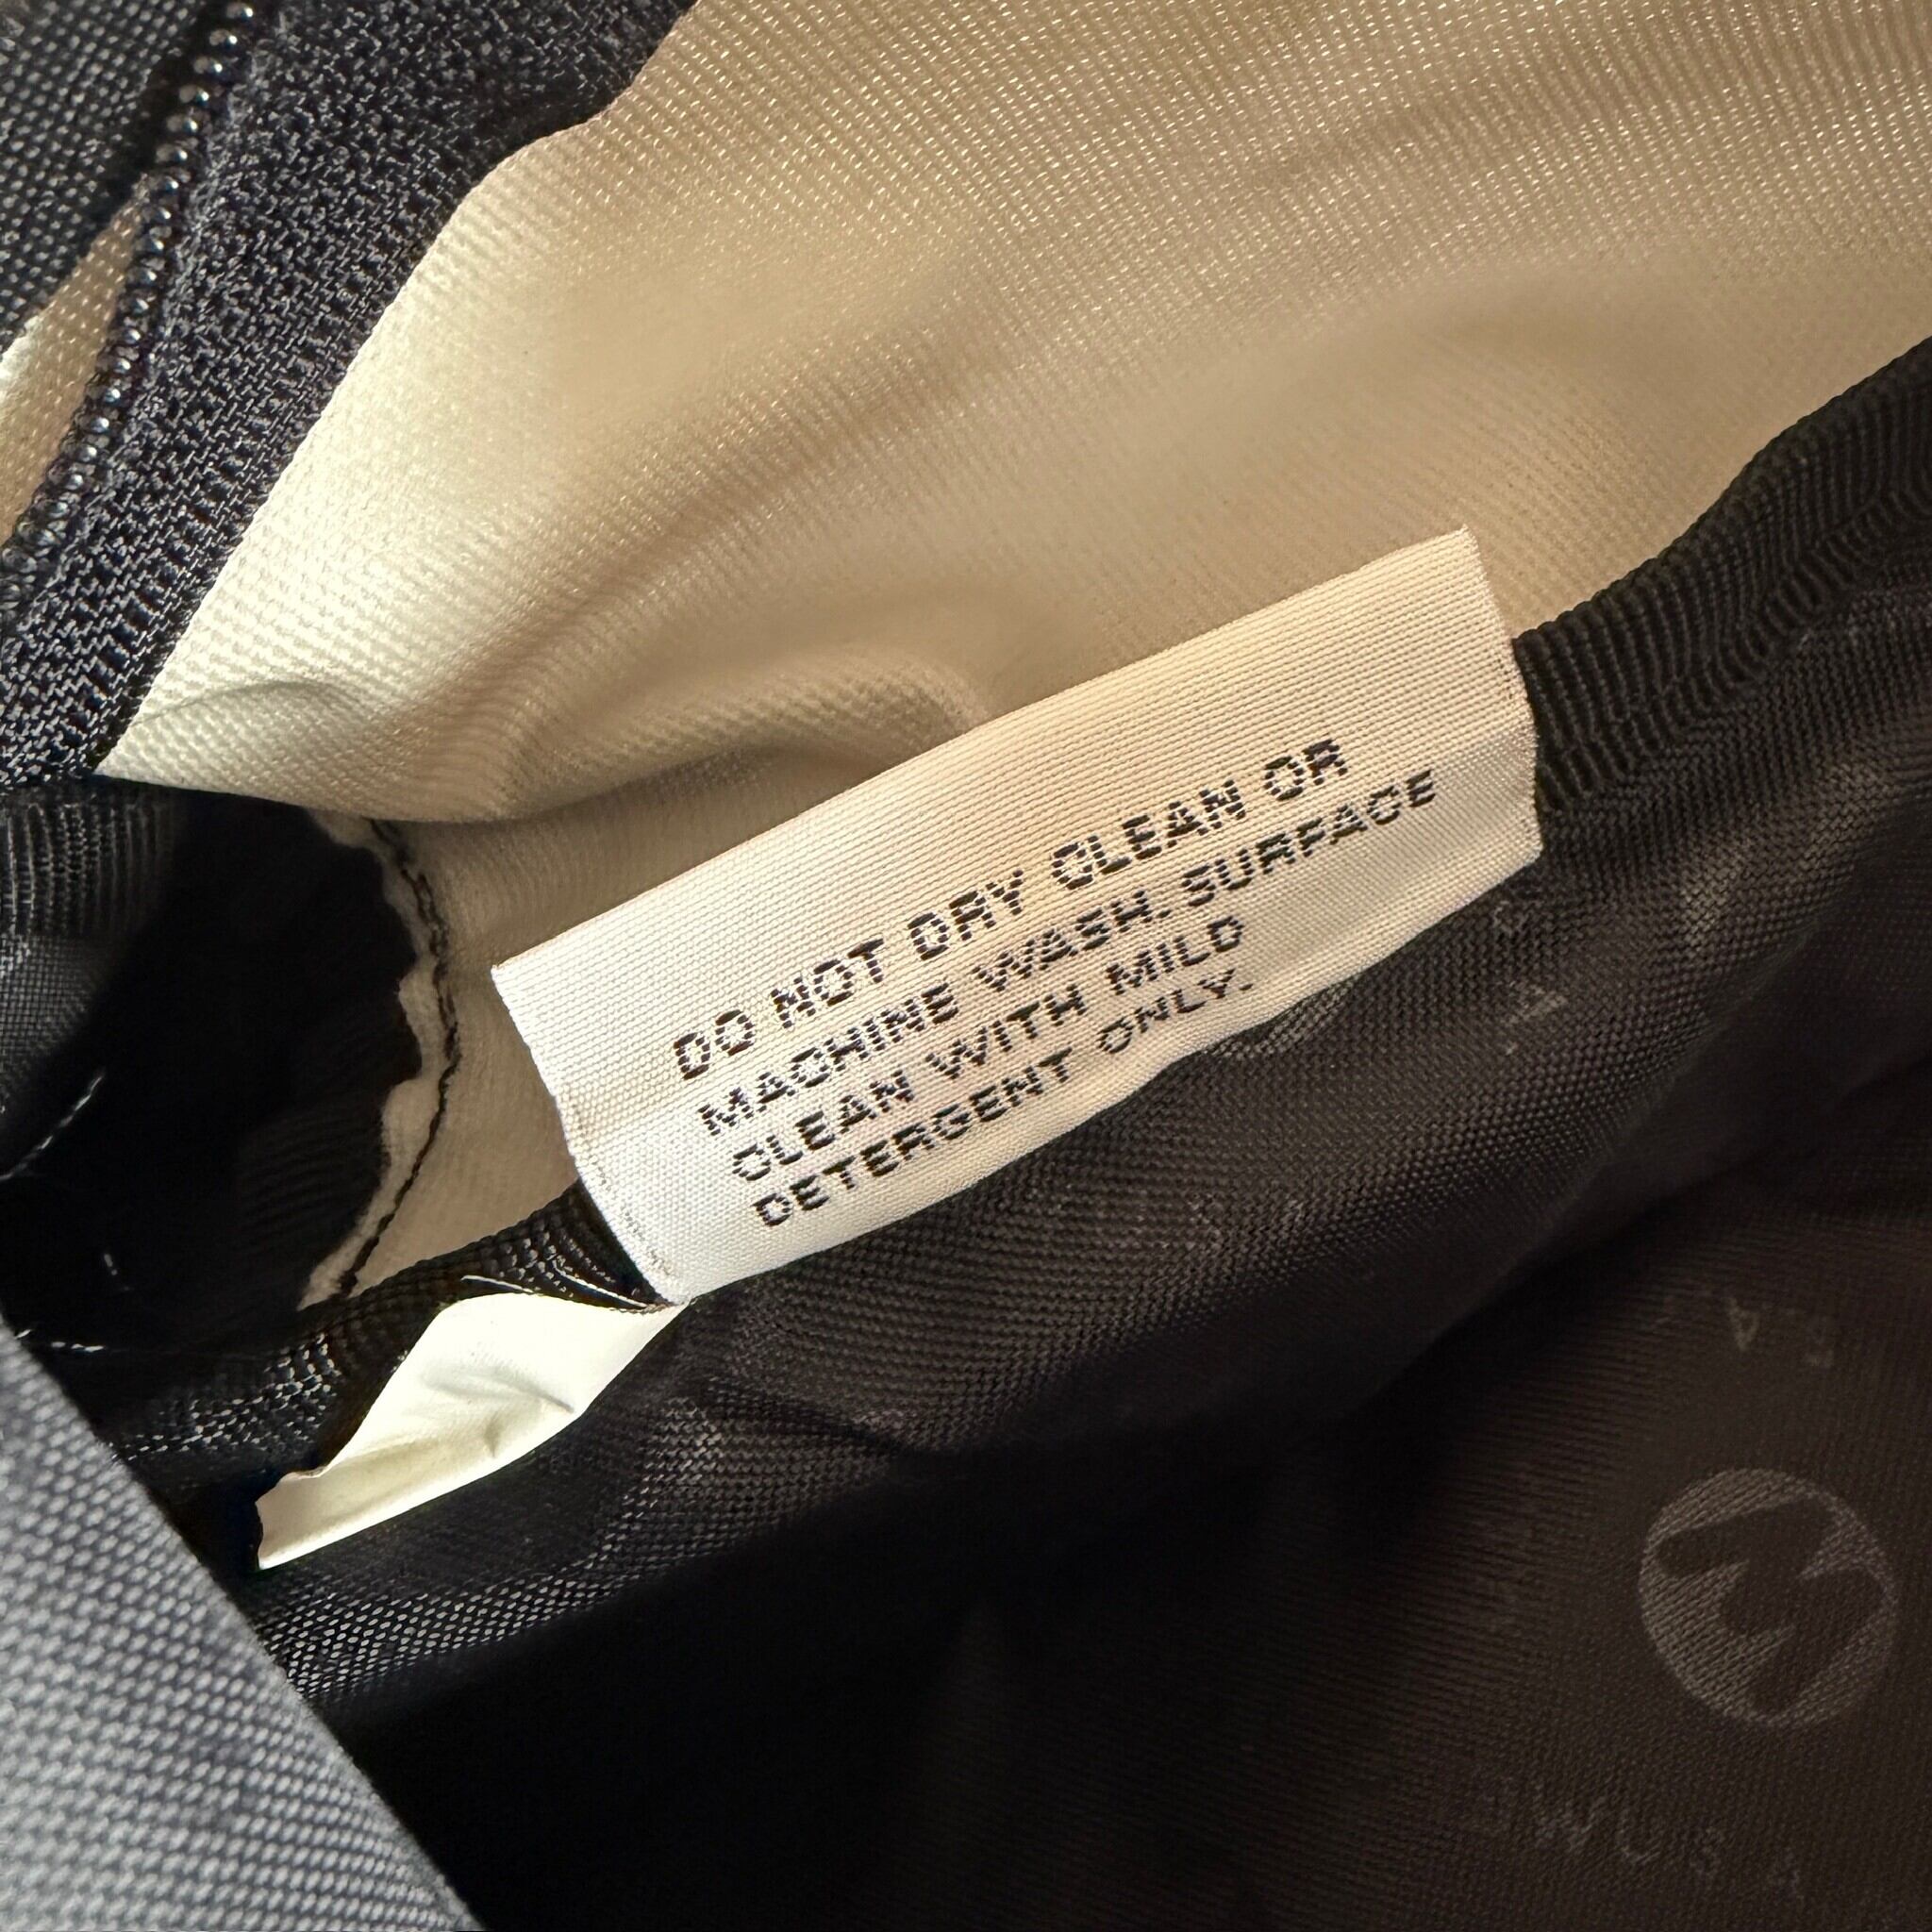 DO NOT DRY CLEAN OR
MACHINE WASH. SURFACE
CLEAN WITH MILD
DETERGENT ONLY.